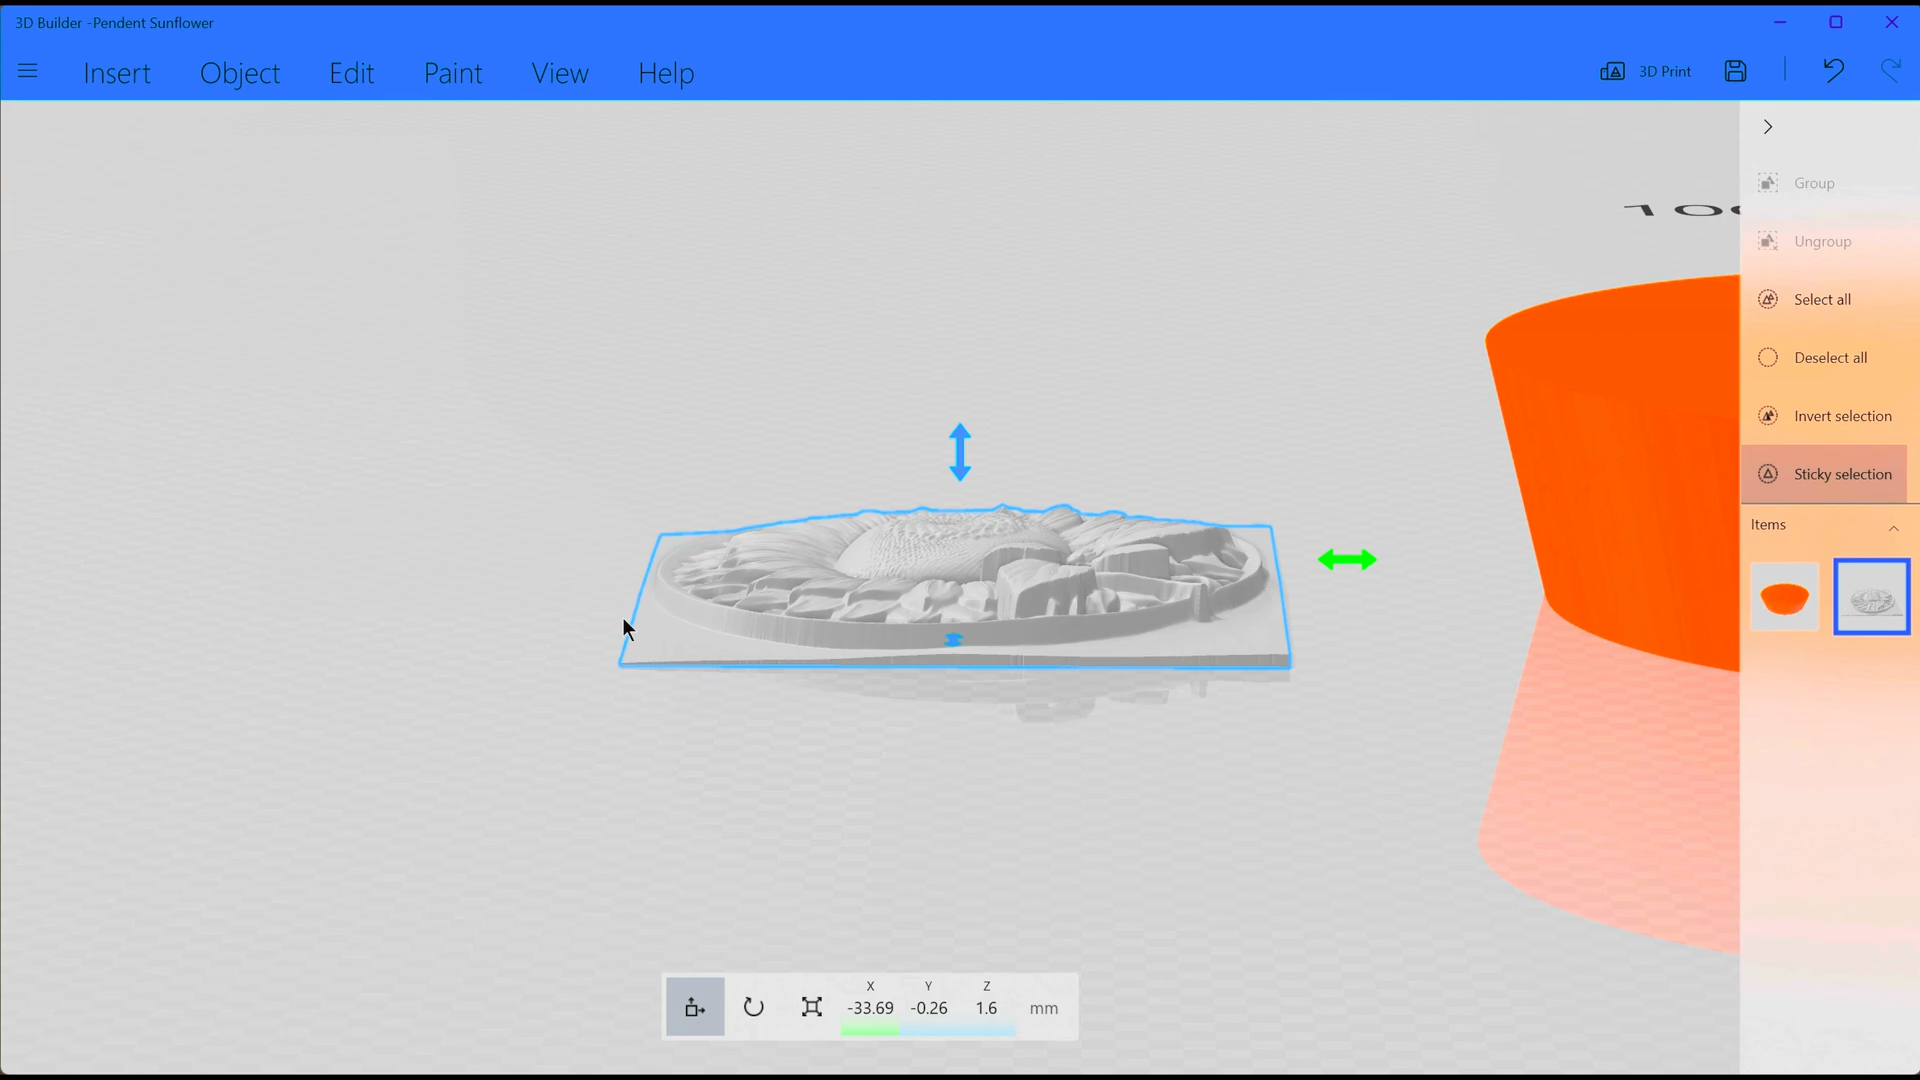 3D Builder -Pendent Sunflower
Insert Object Edit Paint View Help
3D Print
Group
Ungroup
Select all
Deselect all
Invert selection
Sticky selection
Items
X Y Z
-33.69 -0.26 1.6 mm